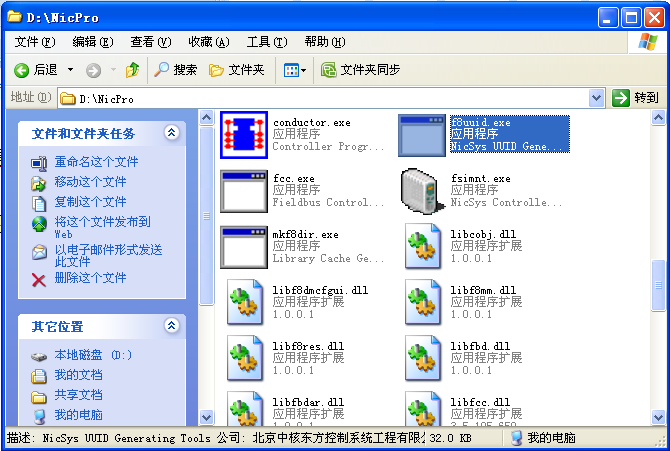 D:\NicPro
文件(F) 编辑(E) 查看(V) 收藏(A) 工具(T) 帮助(H)
后退 搜索 文件夹 文件夹同步
地址(D) D:\NicPro 转到
文件和文件夹任务
重命名这个文件
移动这个文件
复制这个文件
将这个文件发布到
Web
以电子邮件形式发送
此文件
删除这个文件
其它位置
本地磁盘 (D:)
我的文档
共享文档
我的电脑
conductor.exe
应用程序
Controller Progr...
f8uuid.exe
应用程序
NicSys UUID Gene...
fcc.exe
应用程序
Fieldbus Control...
fsimnt.exe
应用程序
NicSys Controlle...
mkf8dir.exe
应用程序
Library Cache Ge...
libcobj.dll
应用程序扩展
1.0.0.1
libf8dmcfgui.dll
应用程序扩展
1.0.0.1
libf8mm.dll
应用程序扩展
1.0.0.1
libf8res.dll
应用程序扩展
1.0.0.1
libfbd.dll
应用程序扩展
1.0.0.1
libfbdar.dll
应用程序扩展
1.0.0.1
libfcc.dll
应用程序扩展
描述: NicSys UUID Generating Tools 公司: 北京中核东方控制系统工程有限 32.0 KB 我的电脑